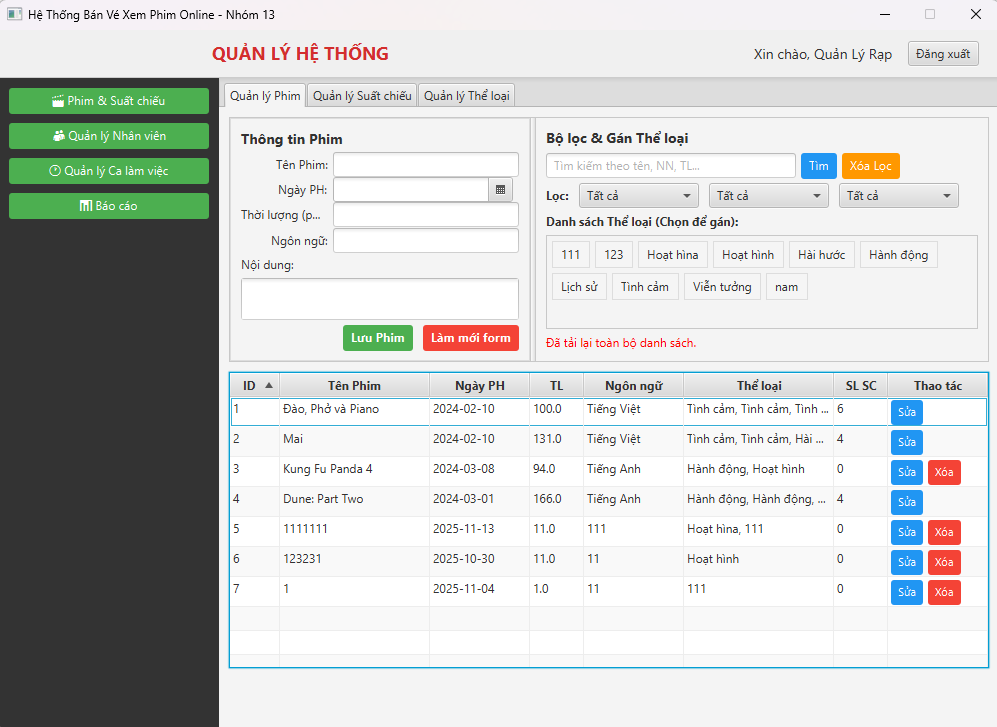 Hệ Thống Bán Vé Xem Phim Online - Nhóm 13
QUẢN LÝ HỆ THỐNG
Xin chào, Quản Lý Rạp
Đăng xuất
Phim & Suất chiếu
Quản lý Nhân viên
Quản lý Ca làm việc
Báo cáo
Quản lý Phim Quản lý Suất chiếu Quản lý Thể loại
Thông tin Phim
Tên Phim:
Ngày PH:
Thời lượng (p...
Ngôn ngữ:
Nội dung:
Lưu Phim Làm mới form
Bộ lọc & Gán Thể loại
Tìm kiếm theo tên, NN, TL... Tìm Xóa Lọc
Lọc: Tất cả Tất cả Tất cả
Danh sách Thể loại (Chọn để gán):
111 123 Hoạt hìna Hoạt hình Hài hước Hành động
Lịch sử Tình cảm Viễn tưởng nam
Đã tải lại toàn bộ danh sách.
ID Tên Phim Ngày PH TL Ngôn ngữ Thể loại SL SC Thao tác
1 Đào, Phở và Piano 2024-02-10 100.0 Tiếng Việt Tình cảm, Tình cảm, Tình ... 6 Sửa
2 Mai 2024-02-10 131.0 Tiếng Việt Tình cảm, Tình cảm, Hài ... 4 Sửa
3 Kung Fu Panda 4 2024-03-08 94.0 Tiếng Anh Hành động, Hoạt hình 0 Sửa Xóa
4 Dune: Part Two 2024-03-01 166.0 Tiếng Anh Hành động, Hành động, ... 4 Sửa
5 1111111 2025-11-13 11.0 111 Hoạt hìna, 111 0 Sửa Xóa
6 123231 2025-10-30 11.0 11 Hoạt hình 0 Sửa Xóa
7 1 2025-11-04 1.0 11 111 0 Sửa Xóa